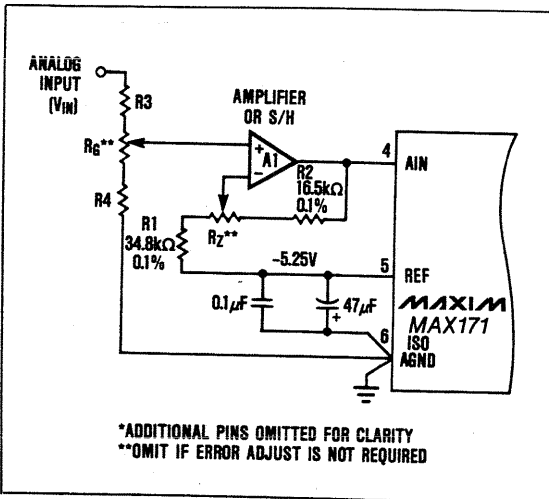 ANALOG
INPUT
(VIN)
R3
RG**
R4
AMPLIFIER
OR S/H
+
A1
−
R2
16.5kΩ
0.1%
R1
34.8kΩ
0.1%
RZ**
-5.25V
0.1µF
47µF
+
4
AIN
5
REF
MAXIM
MAX171
6
ISO
AGND
*ADDITIONAL PINS OMITTED FOR CLARITY
**OMIT IF ERROR ADJUST IS NOT REQUIRED